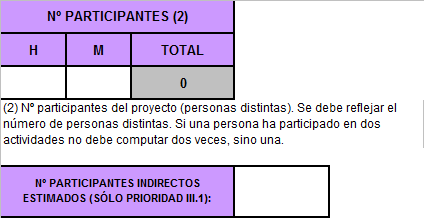 Nº PARTICIPANTES (2)
H M TOTAL
0
(2) Nº participantes del proyecto (personas distintas). Se debe reflejar el
número de personas distintas. Si una persona ha participado en dos
actividades no debe computar dos veces, sino una.
Nº PARTICIPANTES INDIRECTOS
ESTIMADOS (SÓLO PRIORIDAD III.1):